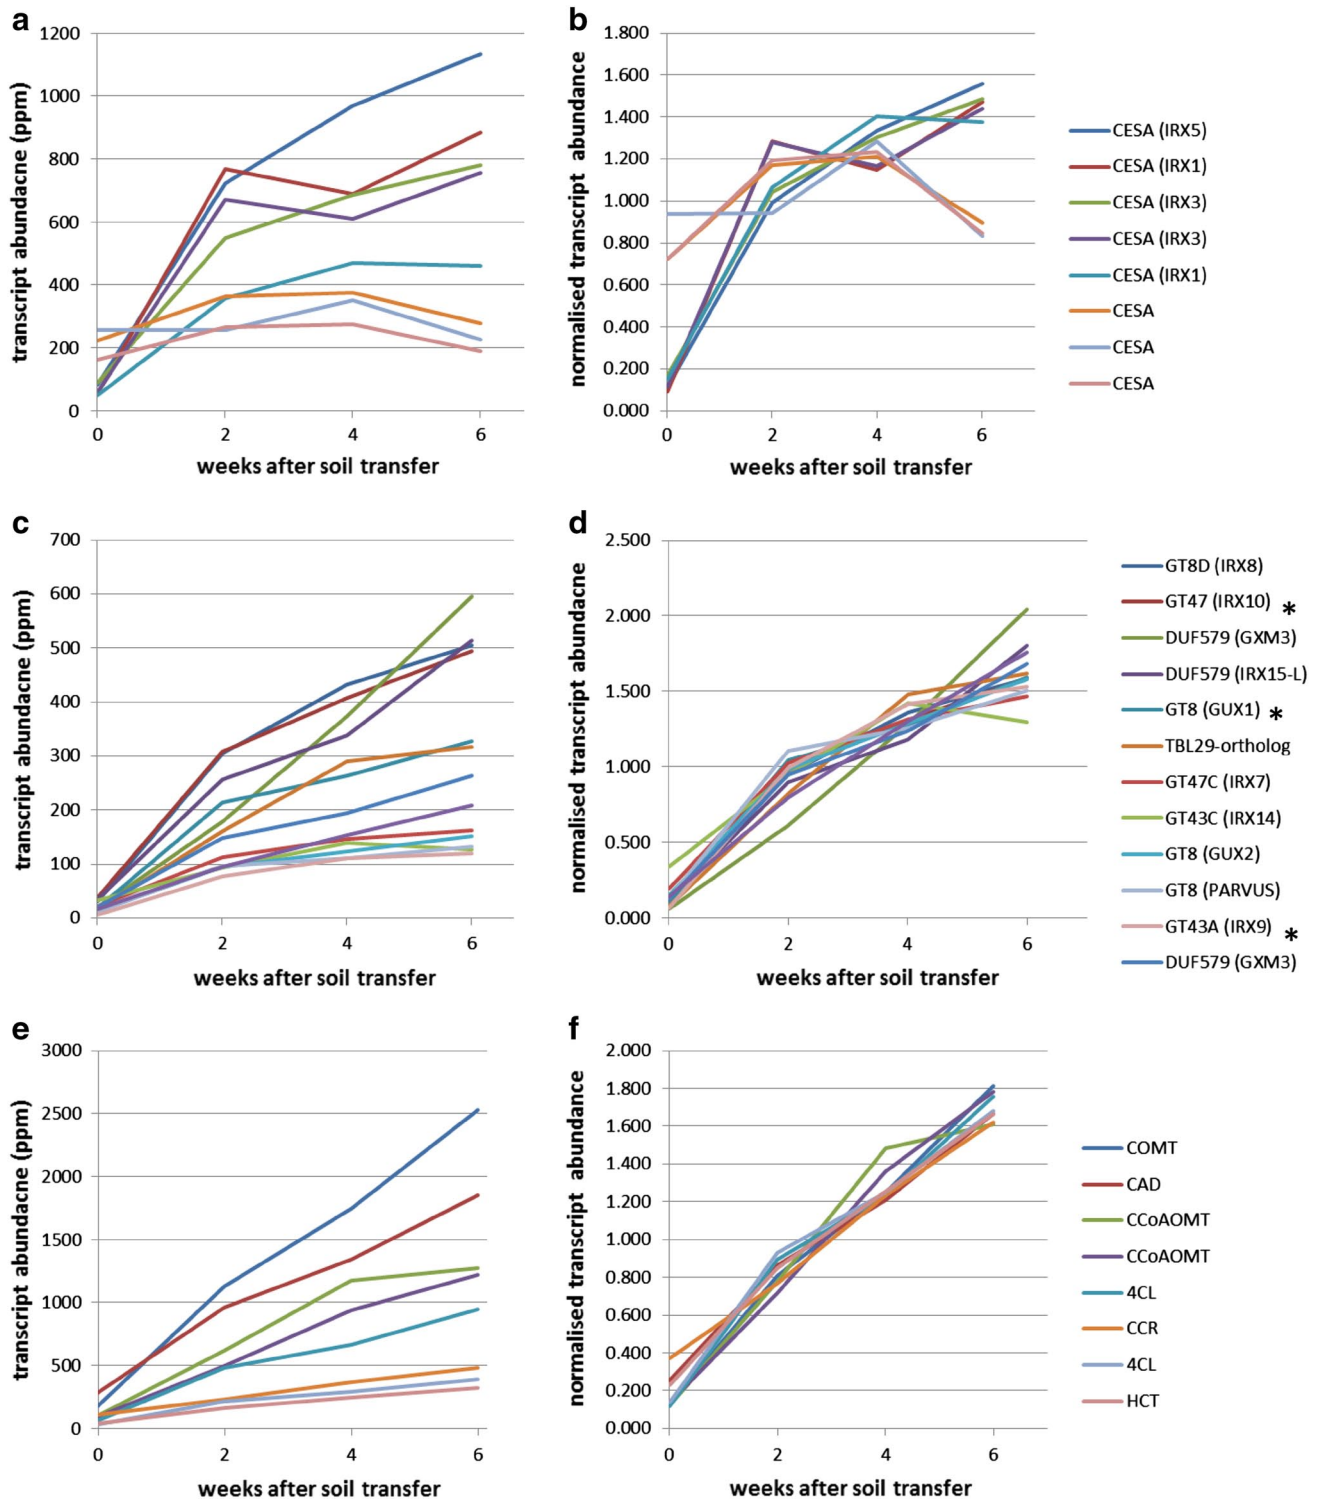 a
transcript abundacne (ppm)
1200
1000
800
600
400
200
0
0 2 4 6
weeks after soil transfer
b
normalised transcript abundance
1.800
1.600
1.400
1.200
1.000
0.800
0.600
0.400
0.200
0.000
0 2 4 6
weeks after soil transfer
CESA (IRX5)
CESA (IRX1)
CESA (IRX3)
CESA (IRX3)
CESA (IRX1)
CESA
CESA
CESA
c
transcript abundacne (ppm)
700
600
500
400
300
200
100
0
0 2 4 6
weeks after soil transfer
d
normalised transcript abundacne
2.500
2.000
1.500
1.000
0.500
0.000
0 2 4 6
weeks after soil transfer
GT8D (IRX8)
GT47 (IRX10) *
DUF579 (GXM3)
DUF579 (IRX15-L)
GT8 (GUX1) *
TBL29-ortholog
GT47C (IRX7)
GT43C (IRX14)
GT8 (GUX2)
GT8 (PARVUS)
GT43A (IRX9) *
DUF579 (GXM3)
e
transcript abundacne (ppm)
3000
2500
2000
1500
1000
500
0
0 2 4 6
weeks after soil transfer
f
normalised transcript abundance
2.000
1.800
1.600
1.400
1.200
1.000
0.800
0.600
0.400
0.200
0.000
0 2 4 6
weeks after soil transfer
COMT
CAD
CCoAOMT
CCoAOMT
4CL
CCR
4CL
HCT